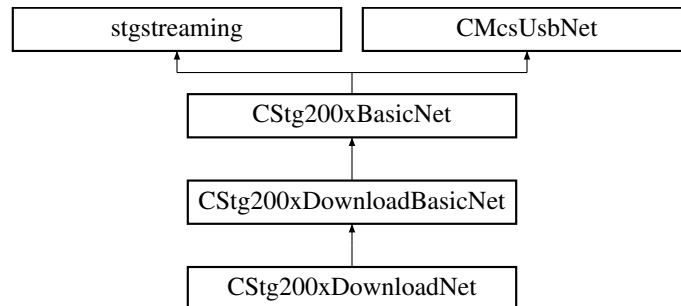 stgstreaming
CMcsUsbNet
CStg200xBasicNet
CStg200xDownloadBasicNet
CStg200xDownloadNet